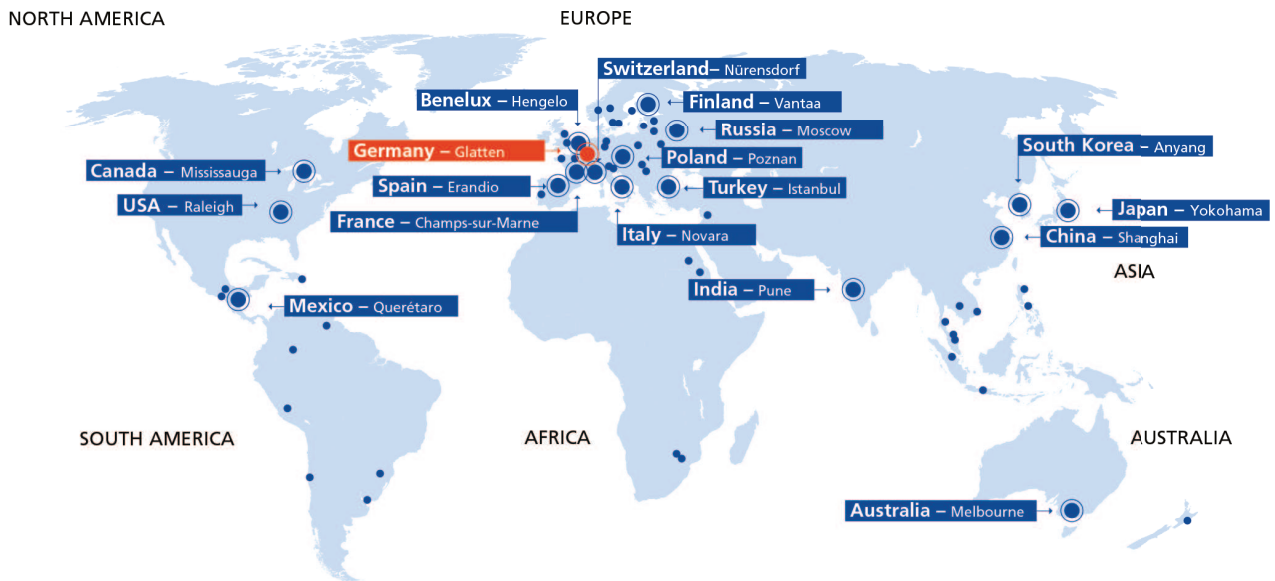 NORTH AMERICA
EUROPE
Switzerland– Nürensdorf
Benelux – Hengelo
Finland – Vantaa
Russia – Moscow
Germany – Glatten
South Korea – Anyang
Poland – Poznan
Canada – Mississauga
Spain – Erandio
Turkey – Istanbul
USA – Raleigh
Japan – Yokohama
France – Champs-sur-Marne
Italy – Novara
China – Shanghai
ASIA
India – Pune
Mexico – Querétaro
SOUTH AMERICA
AFRICA
AUSTRALIA
Australia – Melbourne